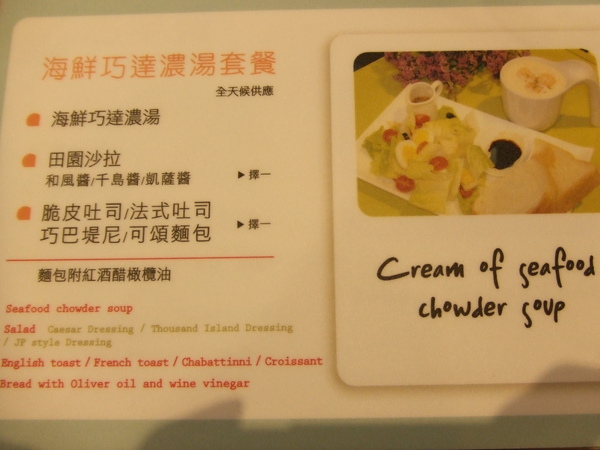 海鮮巧達濃湯套餐
全天候供應
海鮮巧達濃湯
田園沙拉
和風醬/千島醬/凱薩醬 ▶擇一
脆皮吐司/法式吐司
巧巴堤尼/可頌麵包 ▶擇一
麵包附紅酒醋橄欖油
Seafood chowder soup
Salad Caesar Dressing / Thousand Island Dressing
/ JP style Dressing
English toast / French toast / Chabattinni / Croissant
Bread with Oliver oil and wine vinegar
Cream of seafood
chowder soup